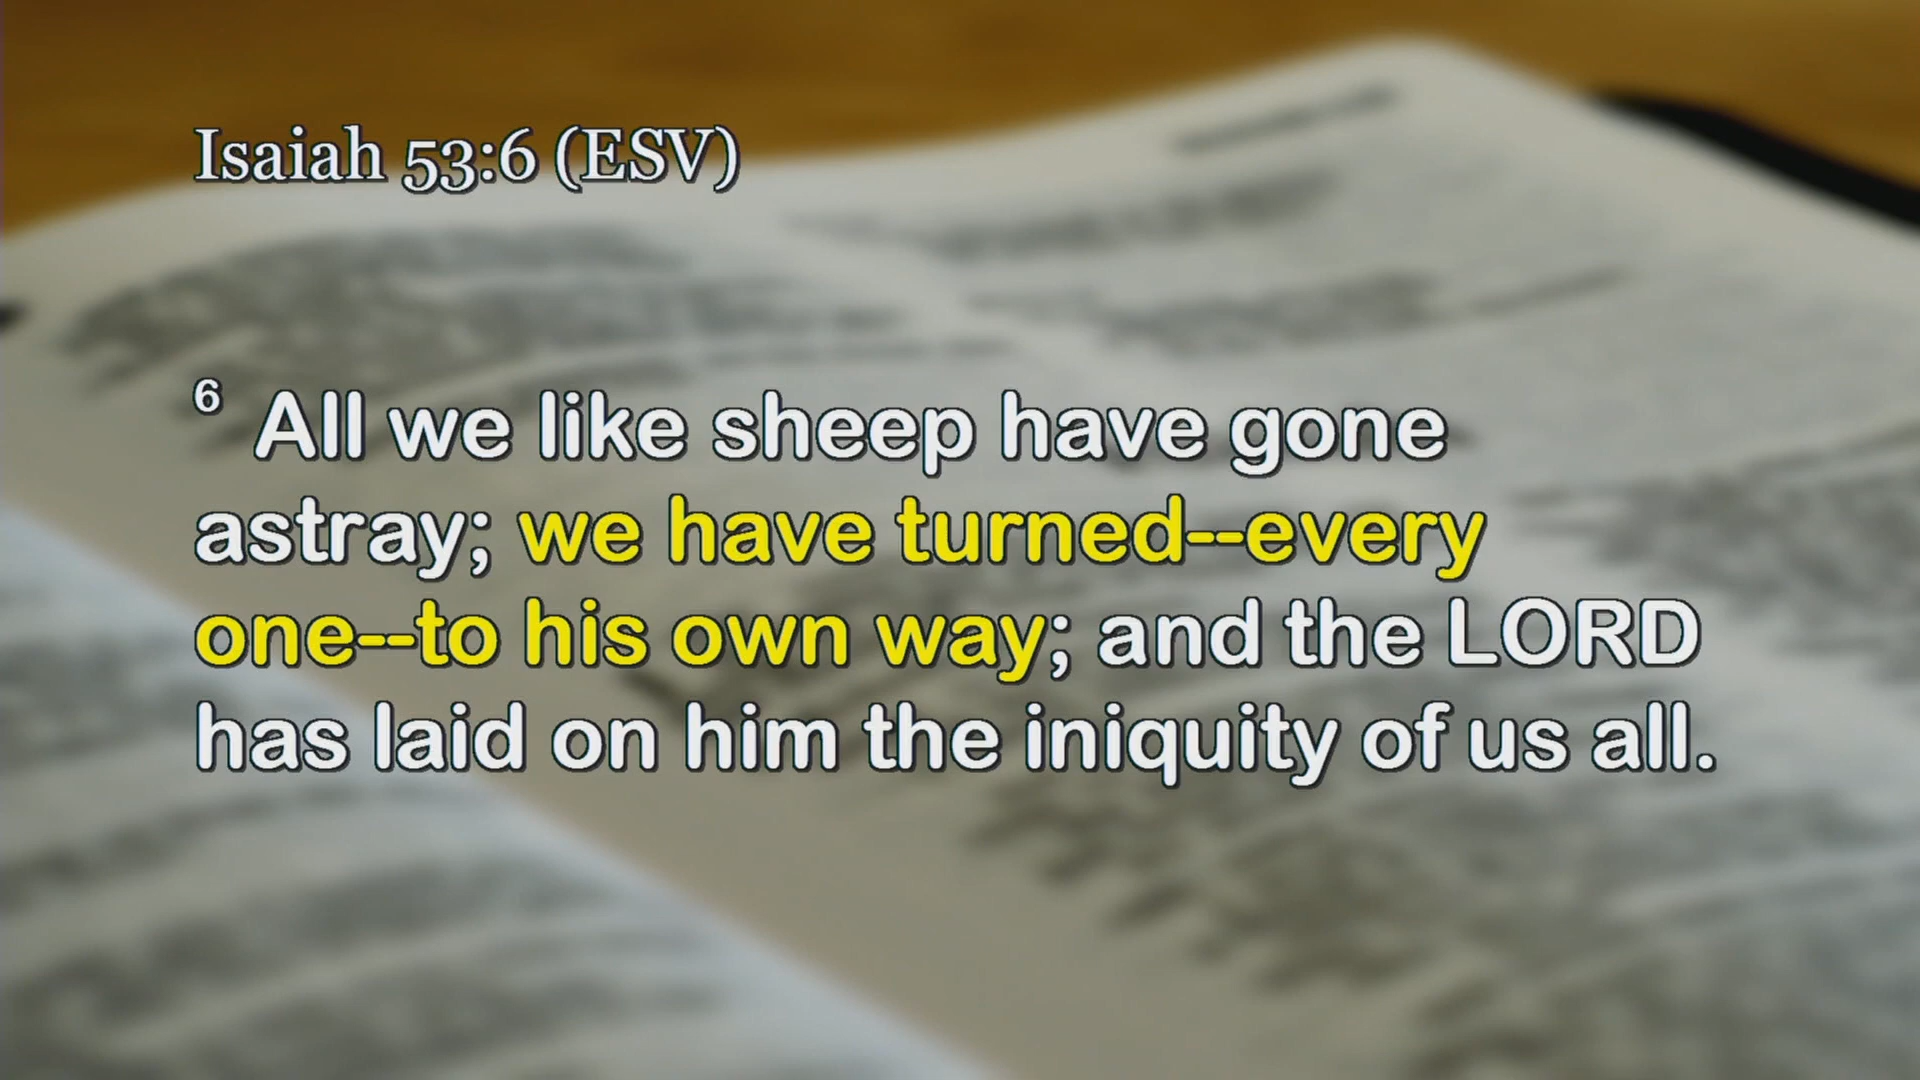 Isaiah 53:6 (ESV)
6 All we like sheep have gone
astray; we have turned--every
one--to his own way; and the LORD
has laid on him the iniquity of us all.